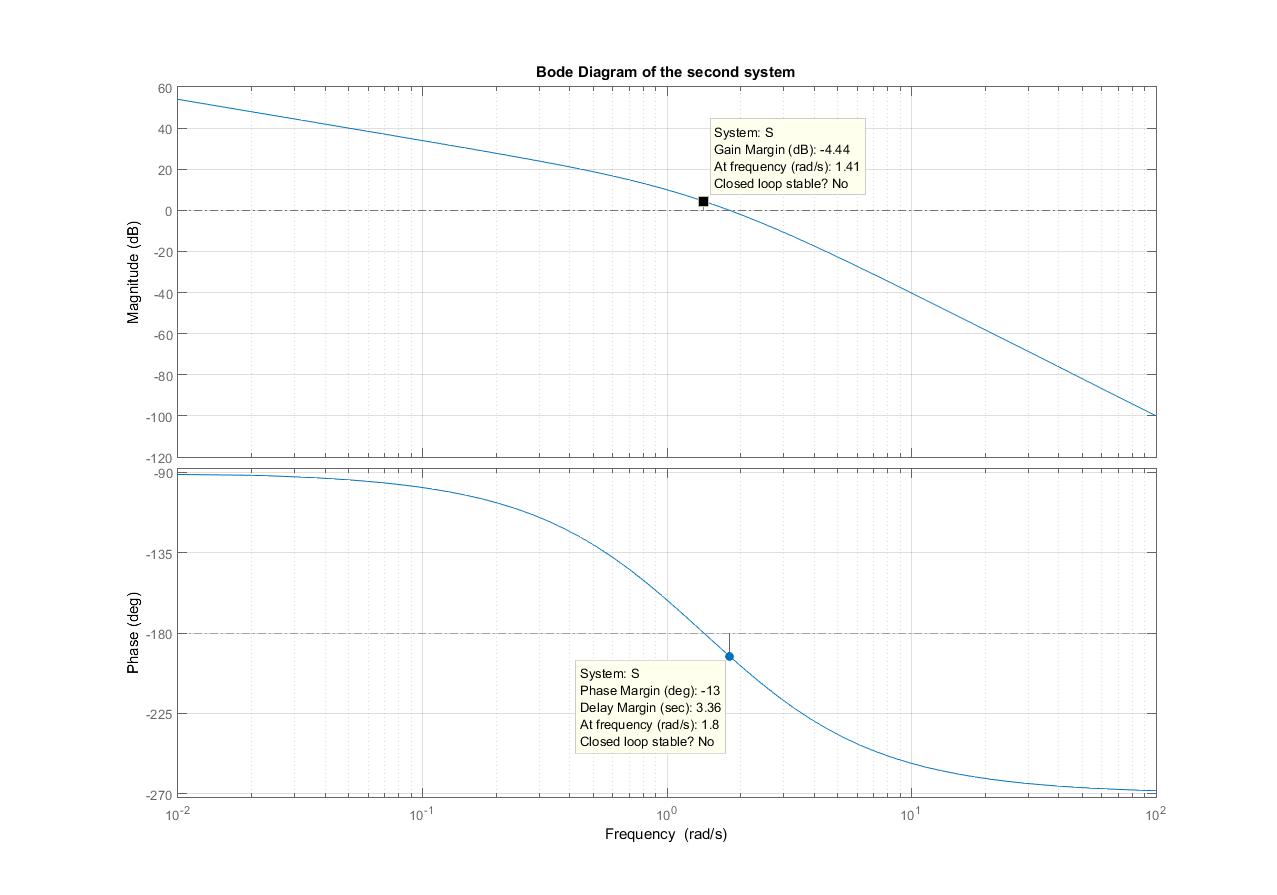 Bode Diagram of the second system
60
40
20
0
-20
-40
-60
-80
-100
-120
Magnitude (dB)
System: S
Gain Margin (dB): -4.44
At frequency (rad/s): 1.41
Closed loop stable? No
-90
-135
-180
-225
-270
Phase (deg)
System: S
Phase Margin (deg): -13
Delay Margin (sec): 3.36
At frequency (rad/s): 1.8
Closed loop stable? No
10^-2 10^-1 10^0 10^1 10^2
Frequency (rad/s)